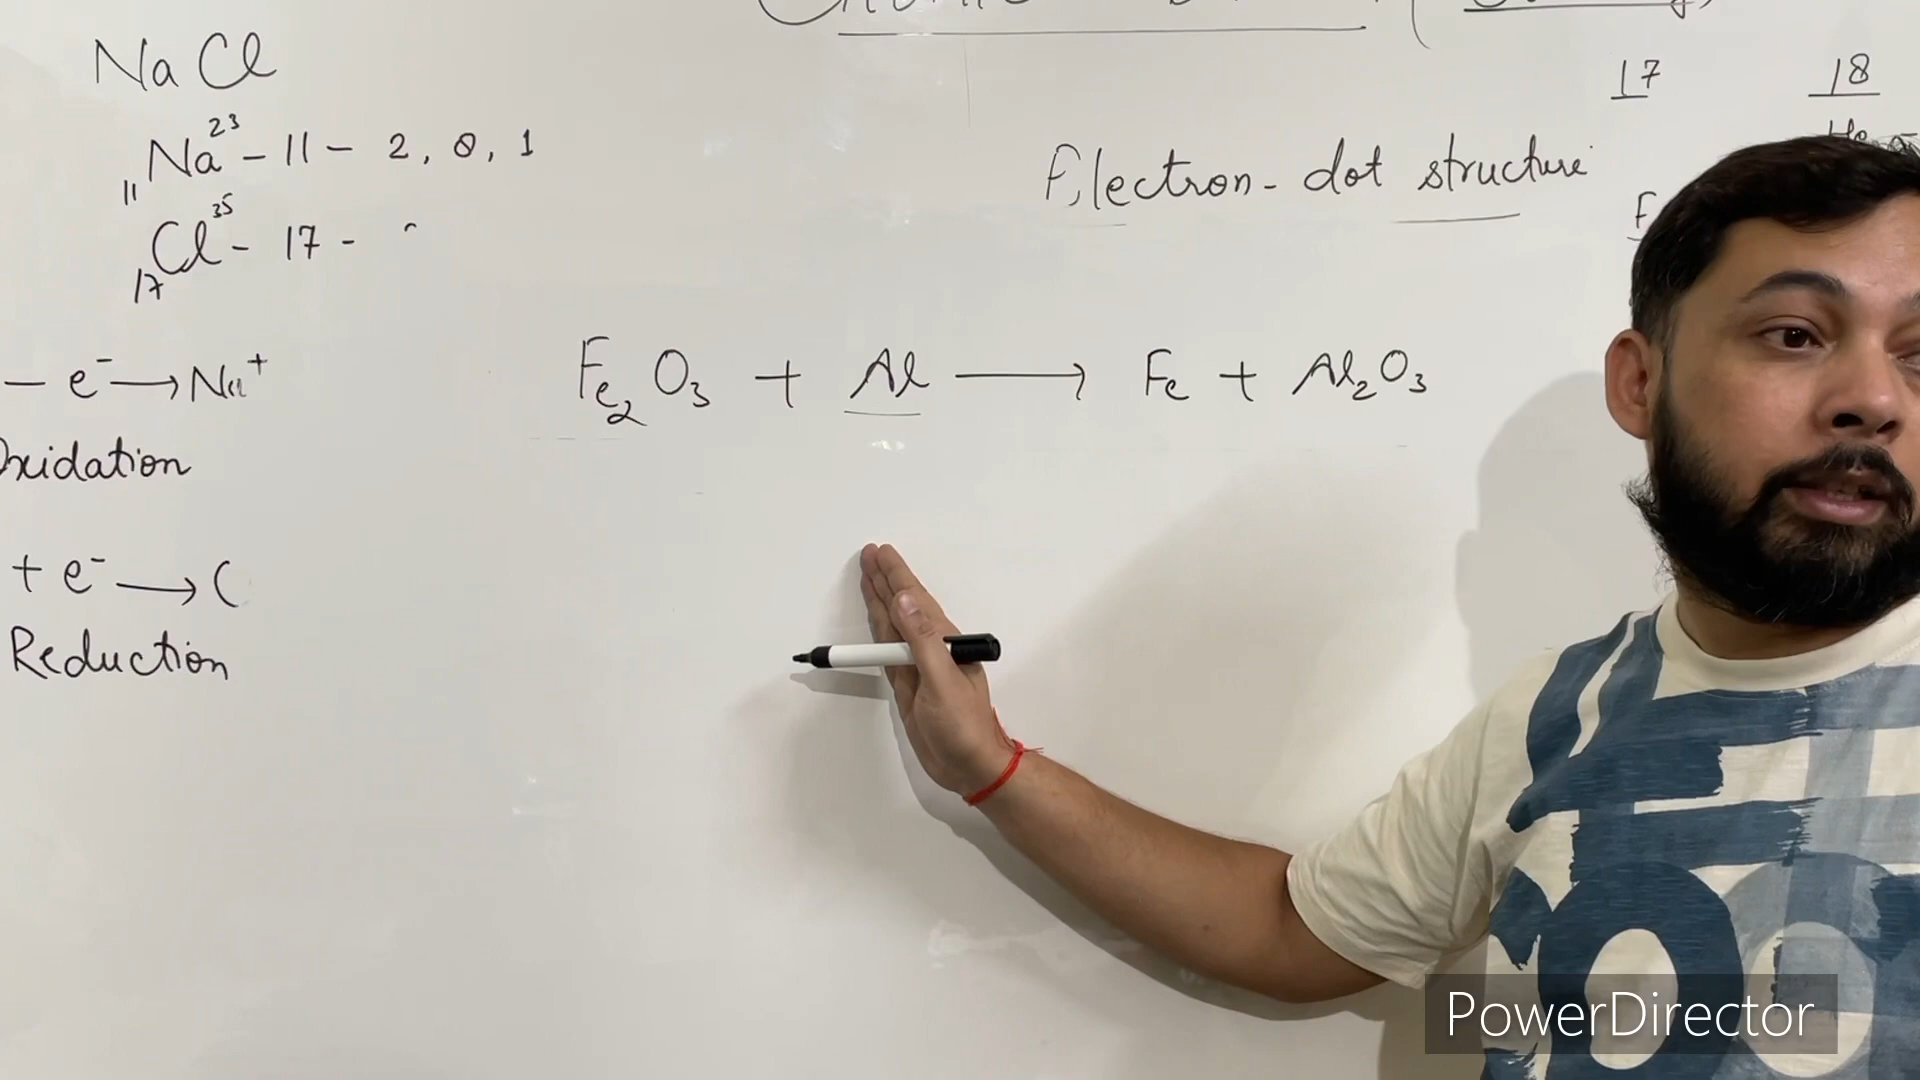 NaCl
17 18
₁₁Na²³ - 11 - 2, 8, 1
Electron-dot structure
₁₇Cl³⁵ - 17 -
F
Fe₂O₃ + Al ⟶ Fe + Al₂O₃
— e⁻ ⟶ Na⁺
Oxidation
+ e⁻ ⟶ C
Reduction
PowerDirector